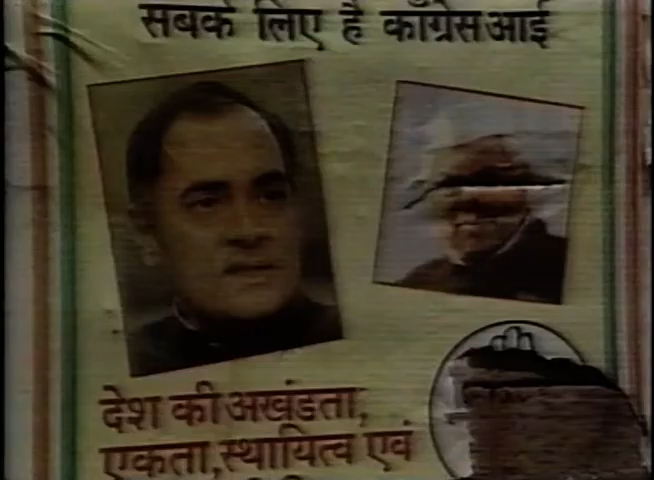 सबके लिए है काँग्रेस आई
देश की अखंडता,
एकता, स्थायित्व एवं